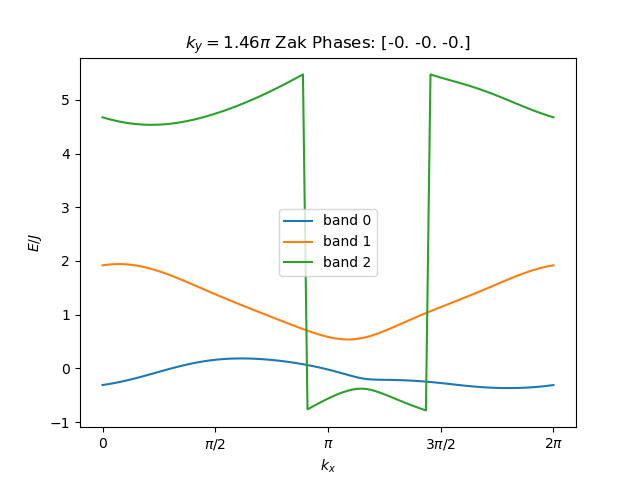 $k_y = 1.46\pi$ Zak Phases: [-0. -0. -0.]
E/J
5
4
3
2
1
0
−1
band 0
band 1
band 2
0
π/2
π
3π/2
2π
$k_x$